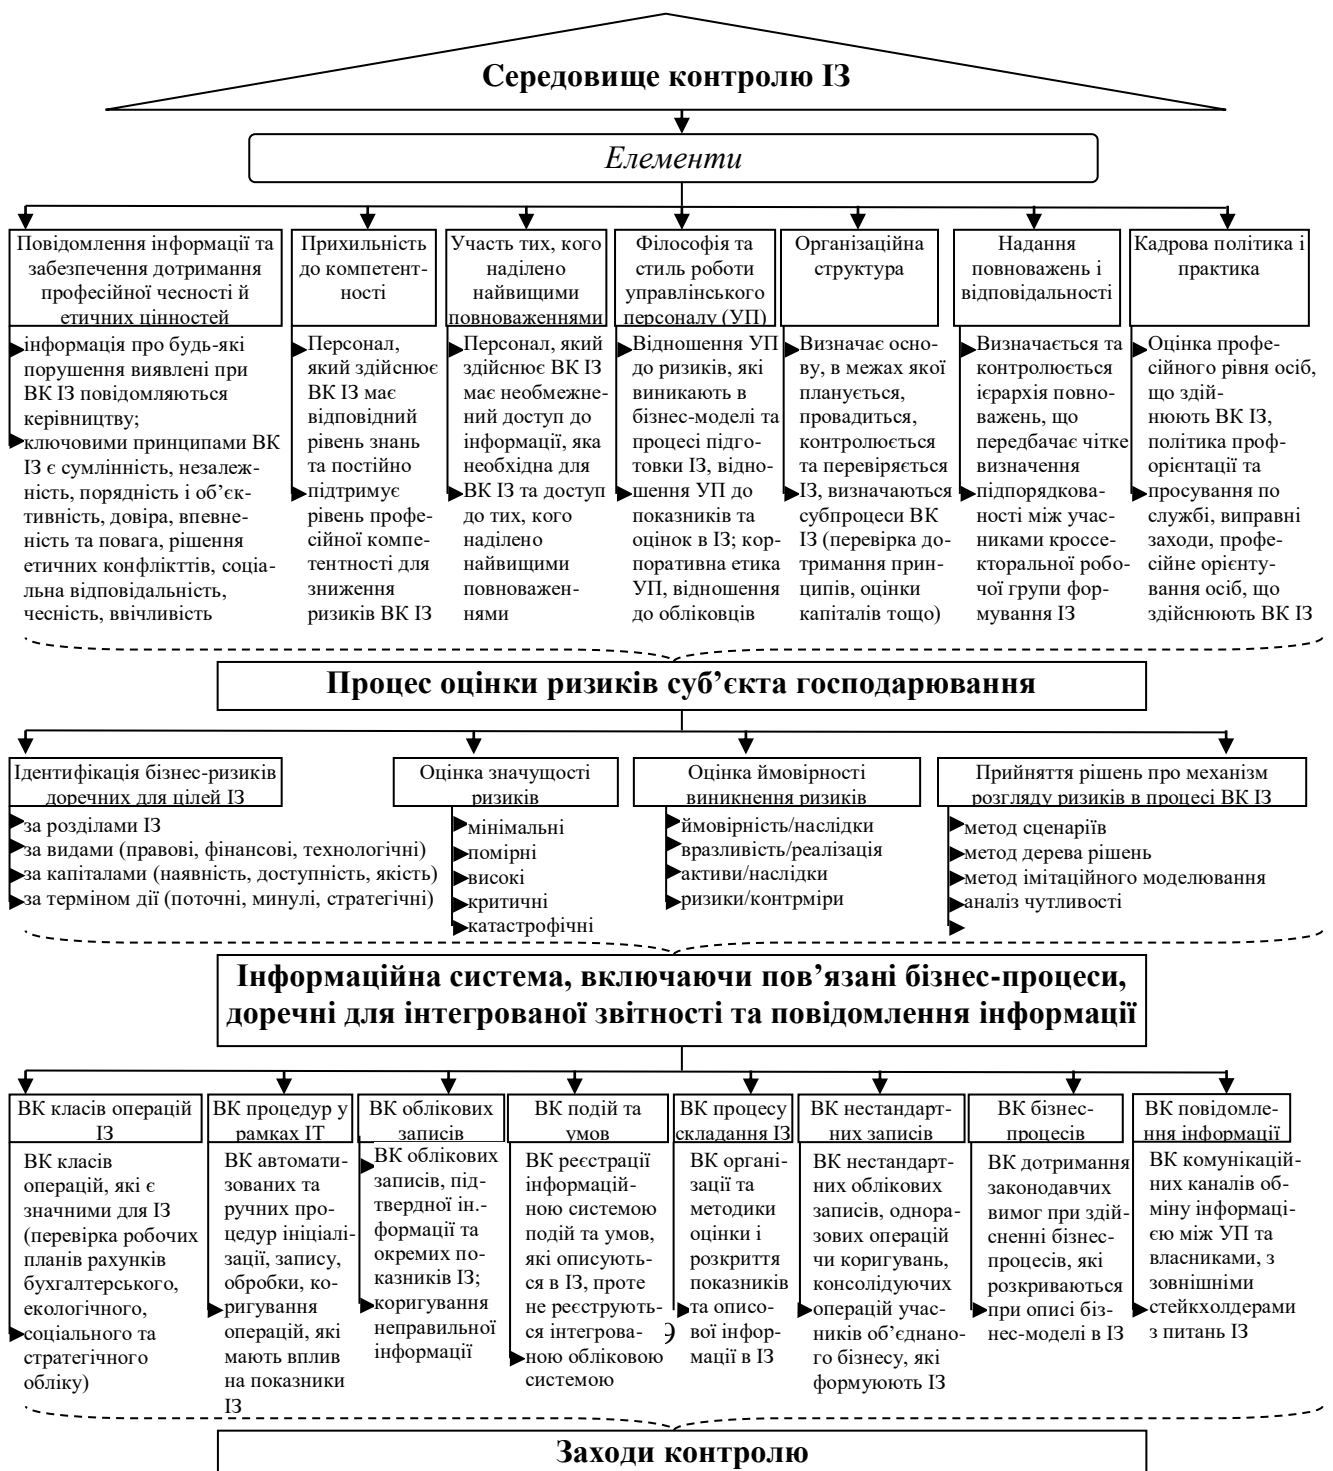 Середовище контролю ІЗ
Елементи
Повідомлення інформації та
забезпечення дотримання
професійної чесності й
етичних цінностей
інформація про будь-які
порушення виявлені при
ВК ІЗ повідомляються
керівництву;
ключовими принципами ВК
ІЗ є сумлінність, незалеж-
ність, порядність і об’єк-
тивність, довіра, впевне-
ність та повага, рішення
етичних конфлікттів, соціа-
льна відповідальність,
чесність, ввічливість
Прихильність
до компетент-
ності
Персонал,
який здійснює
ВК ІЗ має
відповідний
рівень знань
та постійно
підтримує
рівень профе-
сійної компе-
тентності для
зниження
ризиків ВК ІЗ
Участь тих, кого
наділено
найвищими
повноваженнями
Персонал, який
здійснює ВК ІЗ
має необмеже-
ний доступ до
інформації, яка
необхідна для
ВК ІЗ та доступ
до тих, кого
наділено
найвищими
повноважен-
нями
Філософія та
стиль роботи
управлінського
персоналу (УП)
Відношення УП
до ризиків, які
виникають в
бізнес-моделі та
процесі підго-
товки ІЗ, відно-
шення УП до
показників та
оцінок в ІЗ; кор-
поративна етика
УП, відношення
до обліковців
Організаційна
структура
Визначає осно-
ву, в межах якої
планується,
провадиться,
контролюється
та перевіряється
ІЗ, визначаються
субпроцеси ВК
ІЗ (перевірка до-
тримання прин-
ципів, оцінки
капіталів тощо)
Надання
повноважень і
відповідальності
Визначається та
контролюється
ієрархія повно-
важень, що
передбачає чітке
визначення
підпорядкова-
ності між учас-
никами кроссе-
кторальної робо-
чої групи фор-
мування ІЗ
Кадрова політика і
практика
Оцінка профе-
сійного рівня осіб,
що здій-
нюють ВК ІЗ,
політика проф-
орієнтації та
просування по
службі, виправні
заходи, профе-
сійне орієнту-
вання осіб, що
здійснюють ВК ІЗ
Процес оцінки ризиків суб’єкта господарювання
Ідентифікація бізнес-ризиків
доречних для цілей ІЗ
за розділами ІЗ
за видами (правові, фінансові, технологічні)
за капіталами (наявність, доступність, якість)
за терміном дії (поточні, минулі, стратегічні)
Оцінка значущості
ризиків
мінімальні
помірні
високі
критичні
катастрофічні
Оцінка ймовірності
виникнення ризиків
ймовірність/наслідки
вразливість/реалізація
активи/наслідки
ризики/контрміри
Прийняття рішень про механізм
розгляду ризиків в процесі ВК ІЗ
метод сценаріїв
метод дерева рішень
метод імітаційного моделювання
аналіз чутливості
Інформаційна система, включаючи пов’язані бізнес-процеси,
доречні для інтегрованої звітності та повідомлення інформації
ВК класів операцій
ІЗ
ВК класів
операцій, які є
значними для ІЗ
(перевірка робочих
планів рахунків
бухгалтерського,
екологічного,
соціального та
стратегічного
обліку)
ВК процедур у
рамках ІТ
ВК автомати-
зованих та
ручних про-
цедур ініціалі-
зації, запису,
обробки, ко-
ригування
операцій, які
мають вплив
на показники
ІЗ
ВК облікових
записів
ВК облікових
записів, під-
твердної ін.-
формації та
окремих по-
казників ІЗ;
коригування
неправильної
інформації
ВК подій та
умов
ВК реєстрації
інформацій-
ною системою
подій та умов,
які описують-
ся в ІЗ, проте
не реєструють-
ся інтегрова-
ною обліковою
системою
9
ВК процесу
складання ІЗ
ВК органі-
зації та
методики
оцінки і
розкриття
показників
та описо-
вої інфор-
мації в ІЗ
ВК нестандарт-
них записів
ВК нестандарт-
них облікових
записів, однора-
зових операцій
чи коригувань,
консолідуючих
операцій учас-
ників об’єднано-
го бізнесу, які
формуюють ІЗ
ВК бізнес-
процесів
ВК дотримання
законодавчих
вимог при здій-
сненні бізнес-
процесів, які
розкриваються
при описі біз-
нес-моделі в ІЗ
ВК повідомле-
ння інформації
ВК комунікацій-
них каналів об-
міну інформаці-
єю між УП та
власниками, з
зовнішніми
стейкхолдерами
з питань ІЗ
Заходи контролю